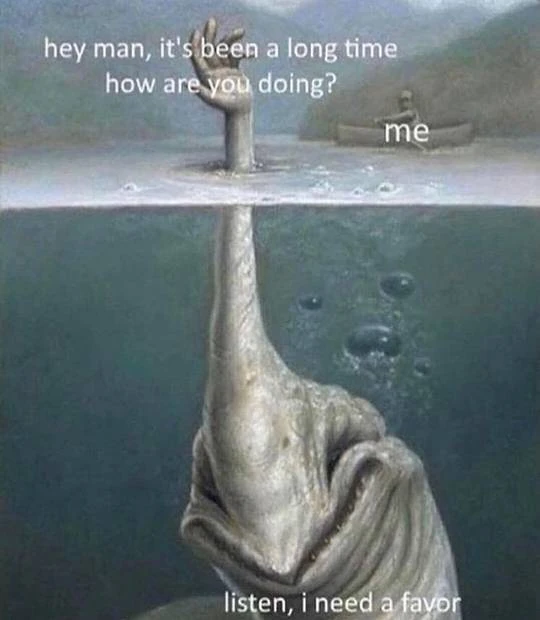 hey man, it's been a long time
how are you doing?
me
listen, i need a favor